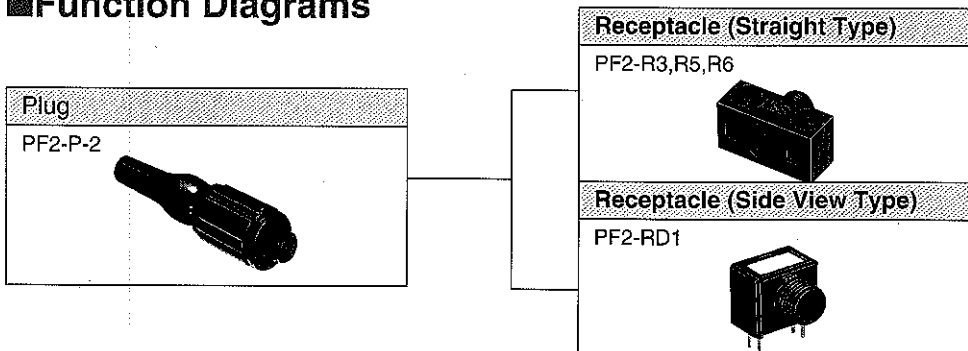 ■Function Diagrams
Plug
PF2-P-2
Receptacle (Straight Type)
PF2-R3,R5,R6
Receptacle (Side View Type)
PF2-RD1